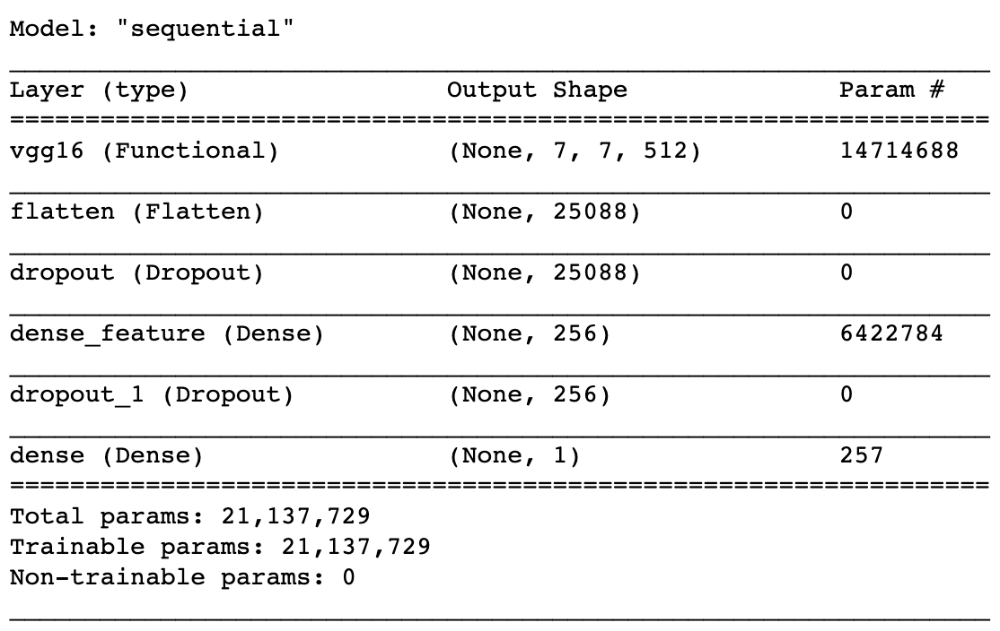 Model: "sequential"
_________________________________________________________________
Layer (type)                 Output Shape              Param #
=================================================================
vgg16 (Functional)           (None, 7, 7, 512)         14714688
_________________________________________________________________
flatten (Flatten)            (None, 25088)             0
_________________________________________________________________
dropout (Dropout)            (None, 25088)             0
_________________________________________________________________
dense_feature (Dense)        (None, 256)               6422784
_________________________________________________________________
dropout_1 (Dropout)          (None, 256)               0
_________________________________________________________________
dense (Dense)                (None, 1)                 257
=================================================================
Total params: 21,137,729
Trainable params: 21,137,729
Non-trainable params: 0
_________________________________________________________________